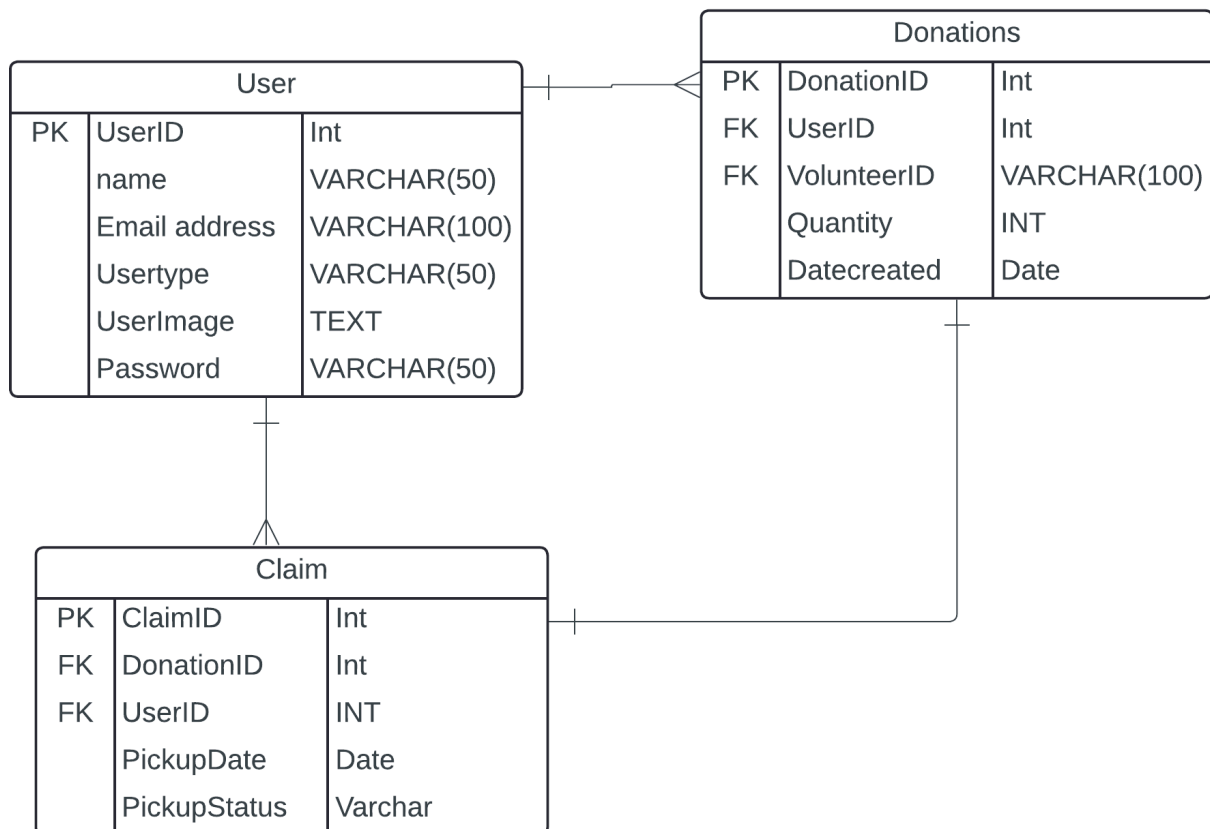 User
PK UserID Int
name VARCHAR(50)
Email address VARCHAR(100)
Usertype VARCHAR(50)
UserImage TEXT
Password VARCHAR(50)
Donations
PK DonationID Int
FK UserID Int
FK VolunteerID VARCHAR(100)
Quantity INT
Datecreated Date
Claim
PK ClaimID Int
FK DonationID Int
FK UserID INT
PickupDate Date
PickupStatus Varchar